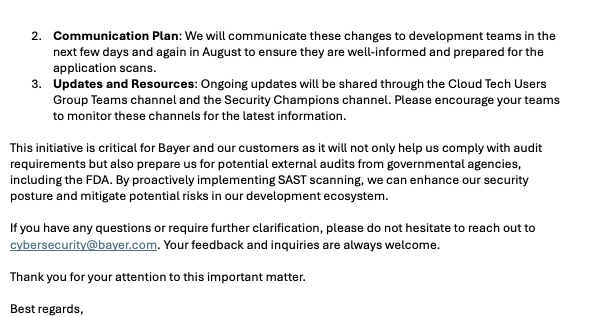 2. Communication Plan: We will communicate these changes to development teams in the
next few days and again in August to ensure they are well-informed and prepared for the
application scans.
3. Updates and Resources: Ongoing updates will be shared through the Cloud Tech Users
Group Teams channel and the Security Champions channel. Please encourage your teams
to monitor these channels for the latest information.
This initiative is critical for Bayer and our customers as it will not only help us comply with audit
requirements but also prepare us for potential external audits from governmental agencies,
including the FDA. By proactively implementing SAST scanning, we can enhance our security
posture and mitigate potential risks in our development ecosystem.
If you have any questions or require further clarification, please do not hesitate to reach out to
cybersecurity@bayer.com. Your feedback and inquiries are always welcome.
Thank you for your attention to this important matter.
Best regards,